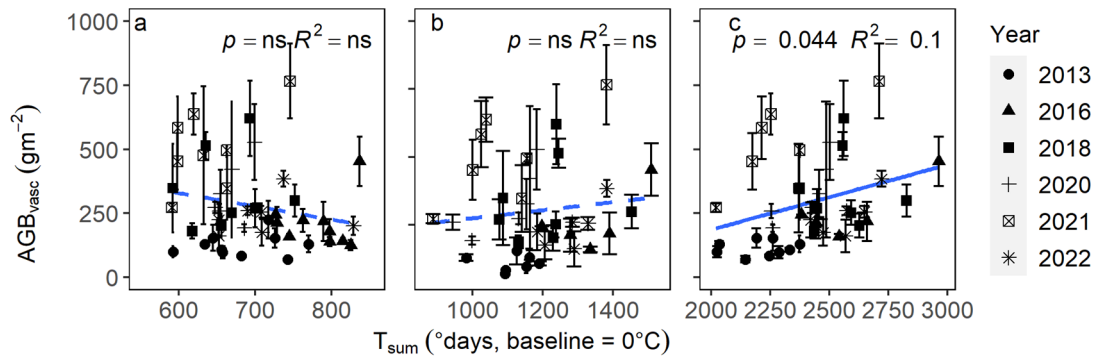 a
p = ns R² = ns
b
p = ns R² = ns
c
p = 0.044 R² = 0.1
AGBvasc (gm⁻²)
1000
750
500
250
0
600 700 800
1000 1200 1400
2000 2250 2500 2750 3000
Tsum (°days, baseline = 0°C)
Year
2013
2016
2018
2020
2021
2022